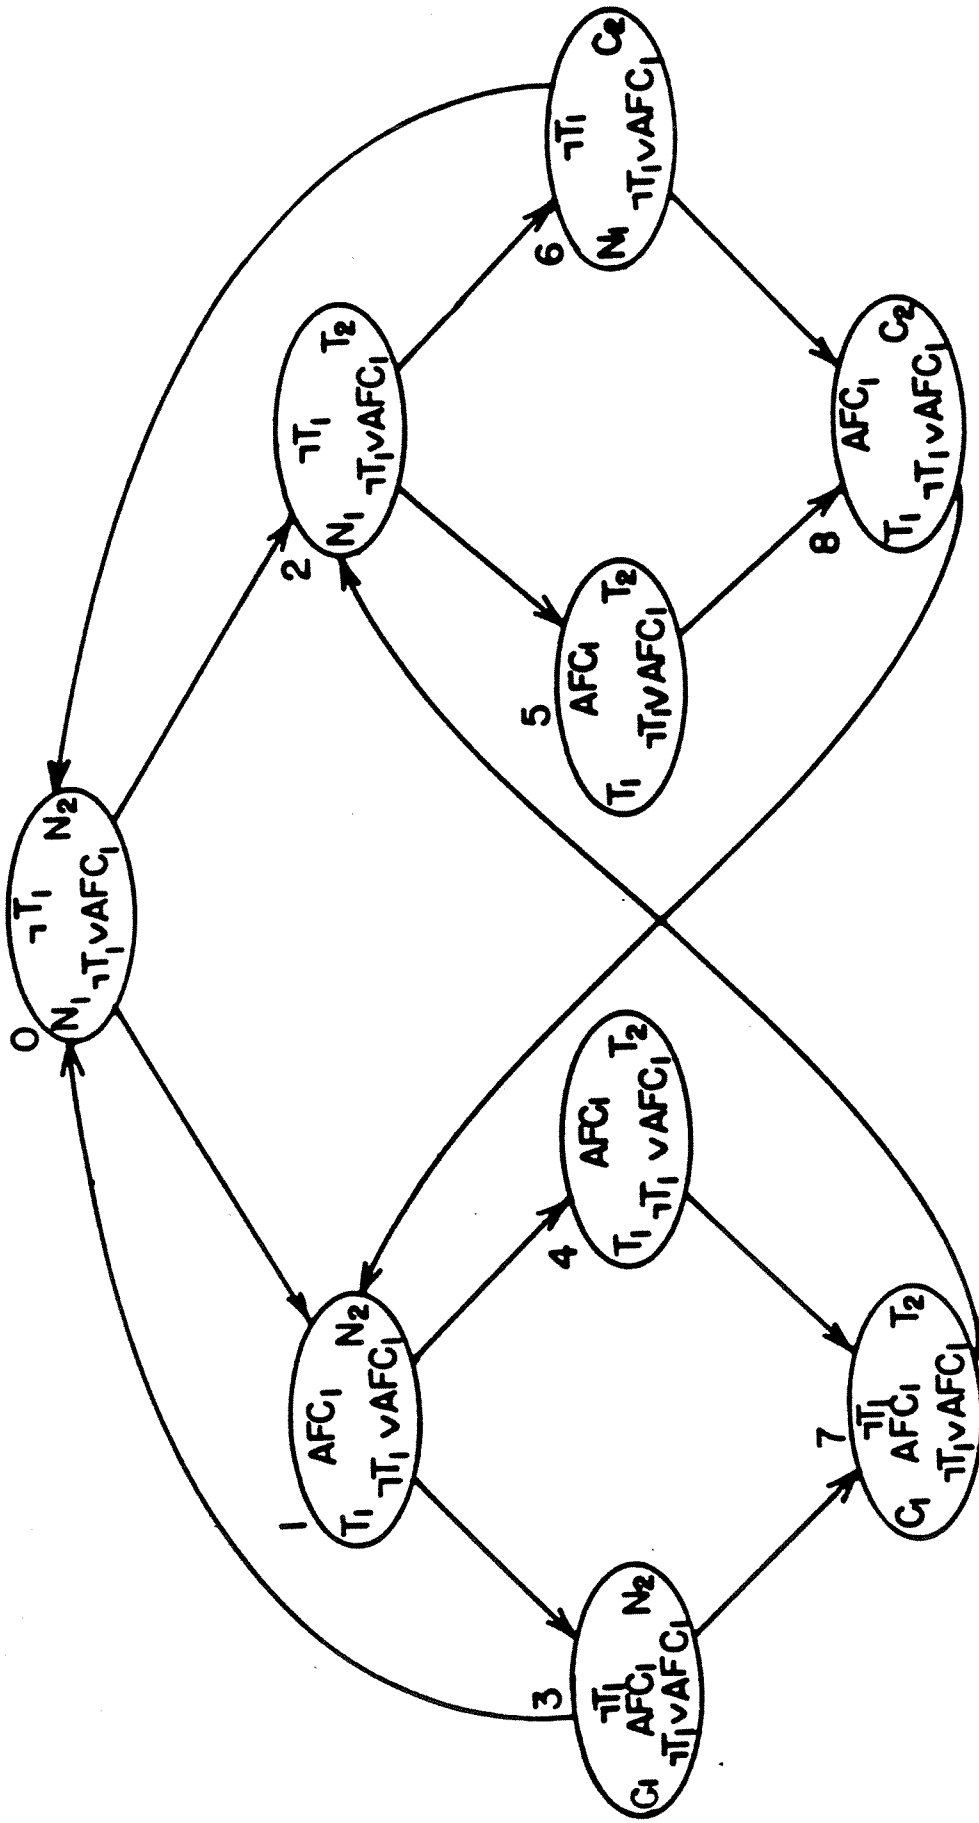 0
¬T₁
N₁ N₂
¬T₁∨AFC₁
1
AFC₁
T₁ N₂
¬T₁ ∨AFC₁
2
¬T₁
N₁ T₂
¬T₁∨AFC₁
3
¬T₁
AFC₁
C₁ N₂
¬T₁∨AFC₁
4
AFC₁
T₁ T₂
¬T₁ ∨AFC₁
5
AFC₁
T₁ T₂
¬T₁∨AFC₁
6
¬T₁
N₁ C₂
¬T₁∨AFC₁
7
¬T₁
AFC₁
C₁ T₂
¬T₁∨AFC₁
8
AFC₁
T₁ C₂
¬T₁∨AFC₁